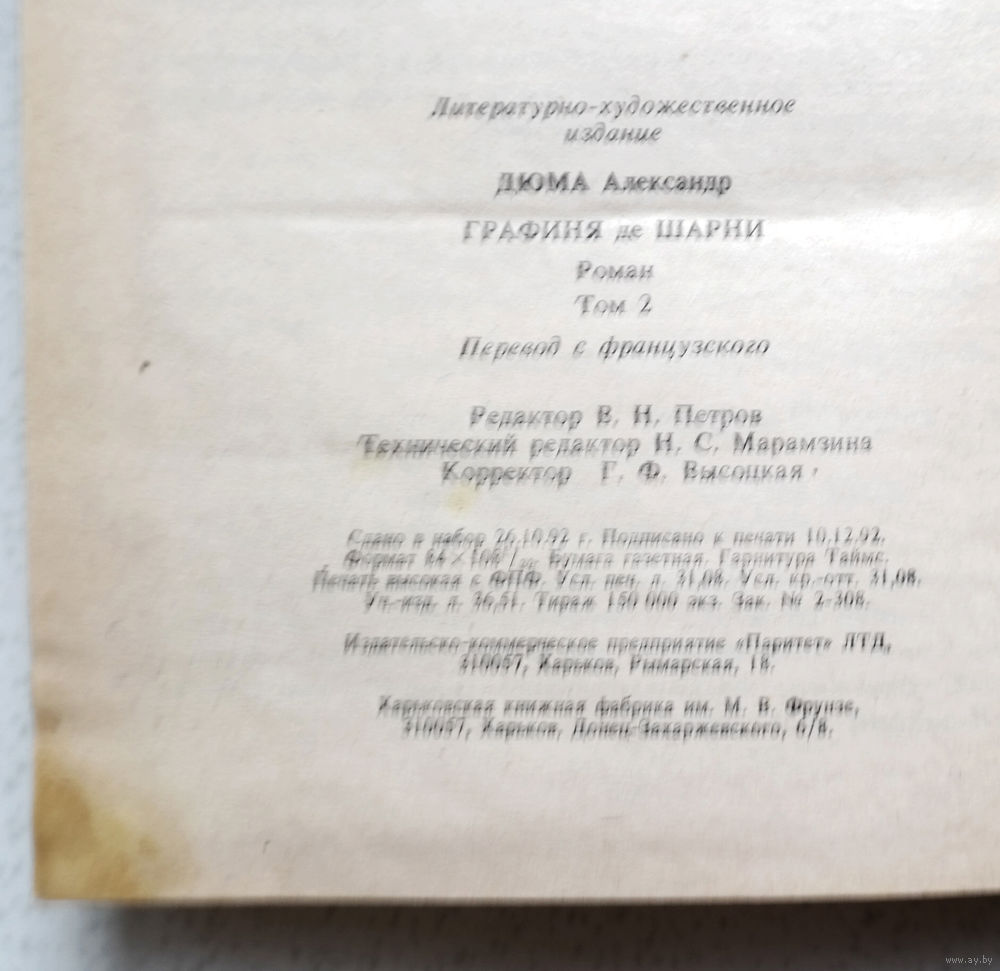 Литературно-художественное
издание
ДЮМА Александр
ГРАФИНЯ де ШАРНИ
Роман
Том 2
Перевод с французского
Редактор В. Н. Петров
Технический редактор Н. С. Марамзина
Корректор Г. Ф. Высоцкая
Сдано в набор 26.10.92 г. Подписано к печати 10.12.92.
Формат Бумага газетная. Гарнитура Таймс.
Печать высокая с ФПФ. Усл. печ. л. 31,08. Усл. кр.-отт. 31,08.
Уч.-изд. л. 36,51. Тираж 150 000 экз. Зак. № 2-308.
Издательско-коммерческое предприятие «Паритет» ЛТД,
310057, Харьков, Рымарская, 18.
Харьковская книжная фабрика им. М. В. Фрунзе,
310057, Харьков, Донец-Захаржевского, 6/8.
www.ay.by